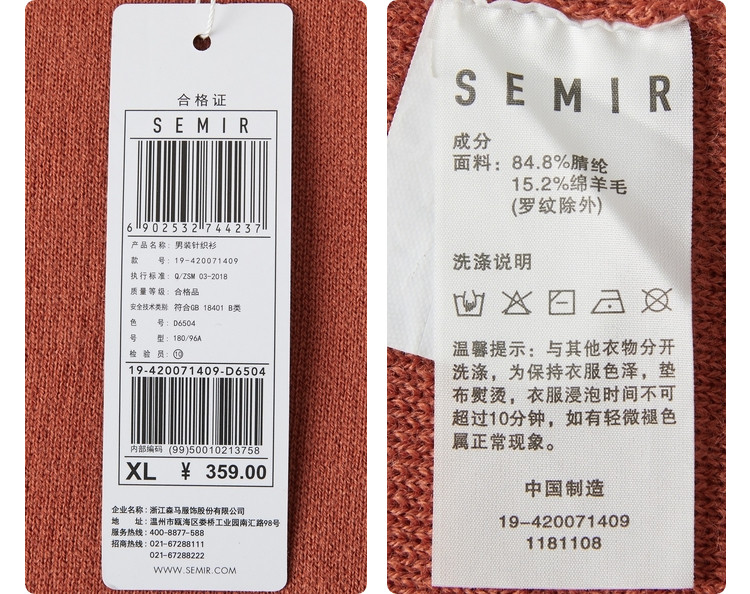 合格证
SEMIR
6 902532 744237
产品名称: 男装针织衫
款 号: 19-420071409
执行标准: Q/ZSM 03-2018
质量等级: 合格品
安全技术类别: 符合GB 18401 B类
色 号: D6504
号 型: 180/96A
检 验 员: ⑩
19-420071409-D6504
内部编码 (99)50010213758
XL ¥ 359.00
企业名称: 浙江森马服饰股份有限公司
地 址: 温州市瓯海区娄桥工业园南汇路98号
服务热线: 400-8877-588
招商热线: 021-67288111
021-67288222
WWW.SEMIR.COM
SEMIR
成分
面料: 84.8%腈纶
15.2%绵羊毛
(罗纹除外)
洗涤说明
温馨提示: 与其他衣物分开
洗涤, 为保持衣服色泽, 垫
布熨烫, 衣服浸泡时间不可
超过10分钟, 如有轻微褪色
属正常现象。
中国制造
19-420071409
1181108